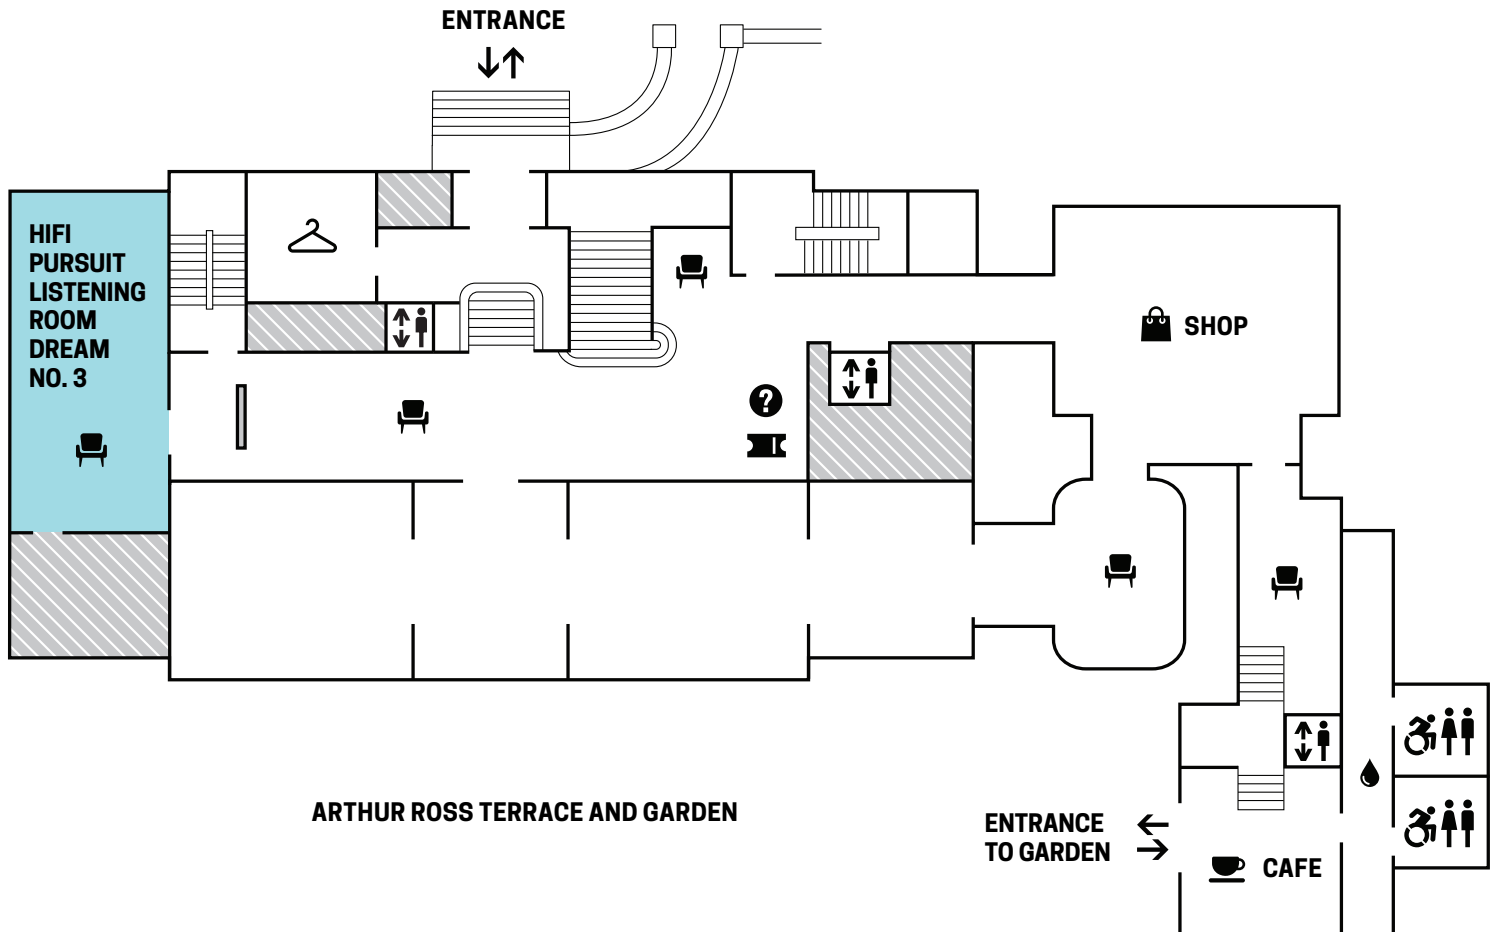 ENTRANCE
HIFI
PURSUIT
LISTENING
ROOM
DREAM
NO. 3
SHOP
?
ARTHUR ROSS TERRACE AND GARDEN
ENTRANCE
TO GARDEN
CAFE